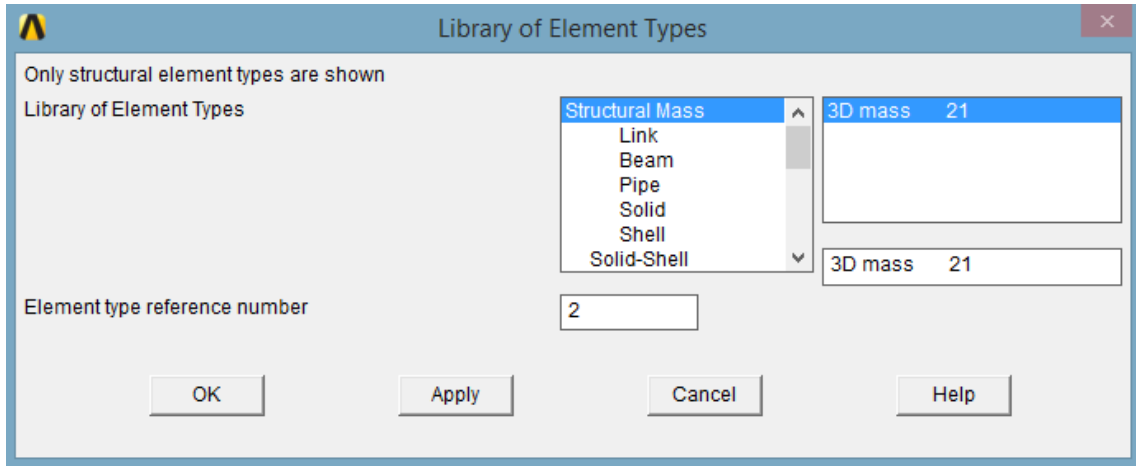 Library of Element Types
Only structural element types are shown
Library of Element Types
Structural Mass
Link
Beam
Pipe
Solid
Shell
Solid-Shell
3D mass 21
3D mass 21
Element type reference number
2
OK
Apply
Cancel
Help